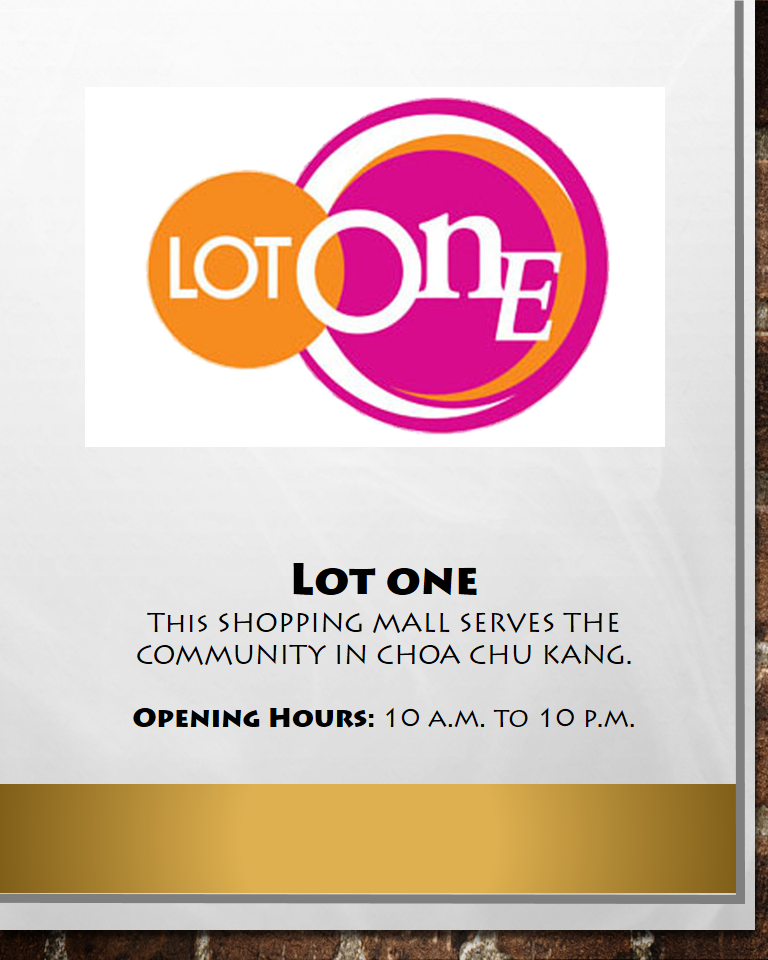 LOT OnE
Lot one
This shopping mall serves the
community in Choa Chu Kang.
Opening Hours: 10 a.m. to 10 p.m.